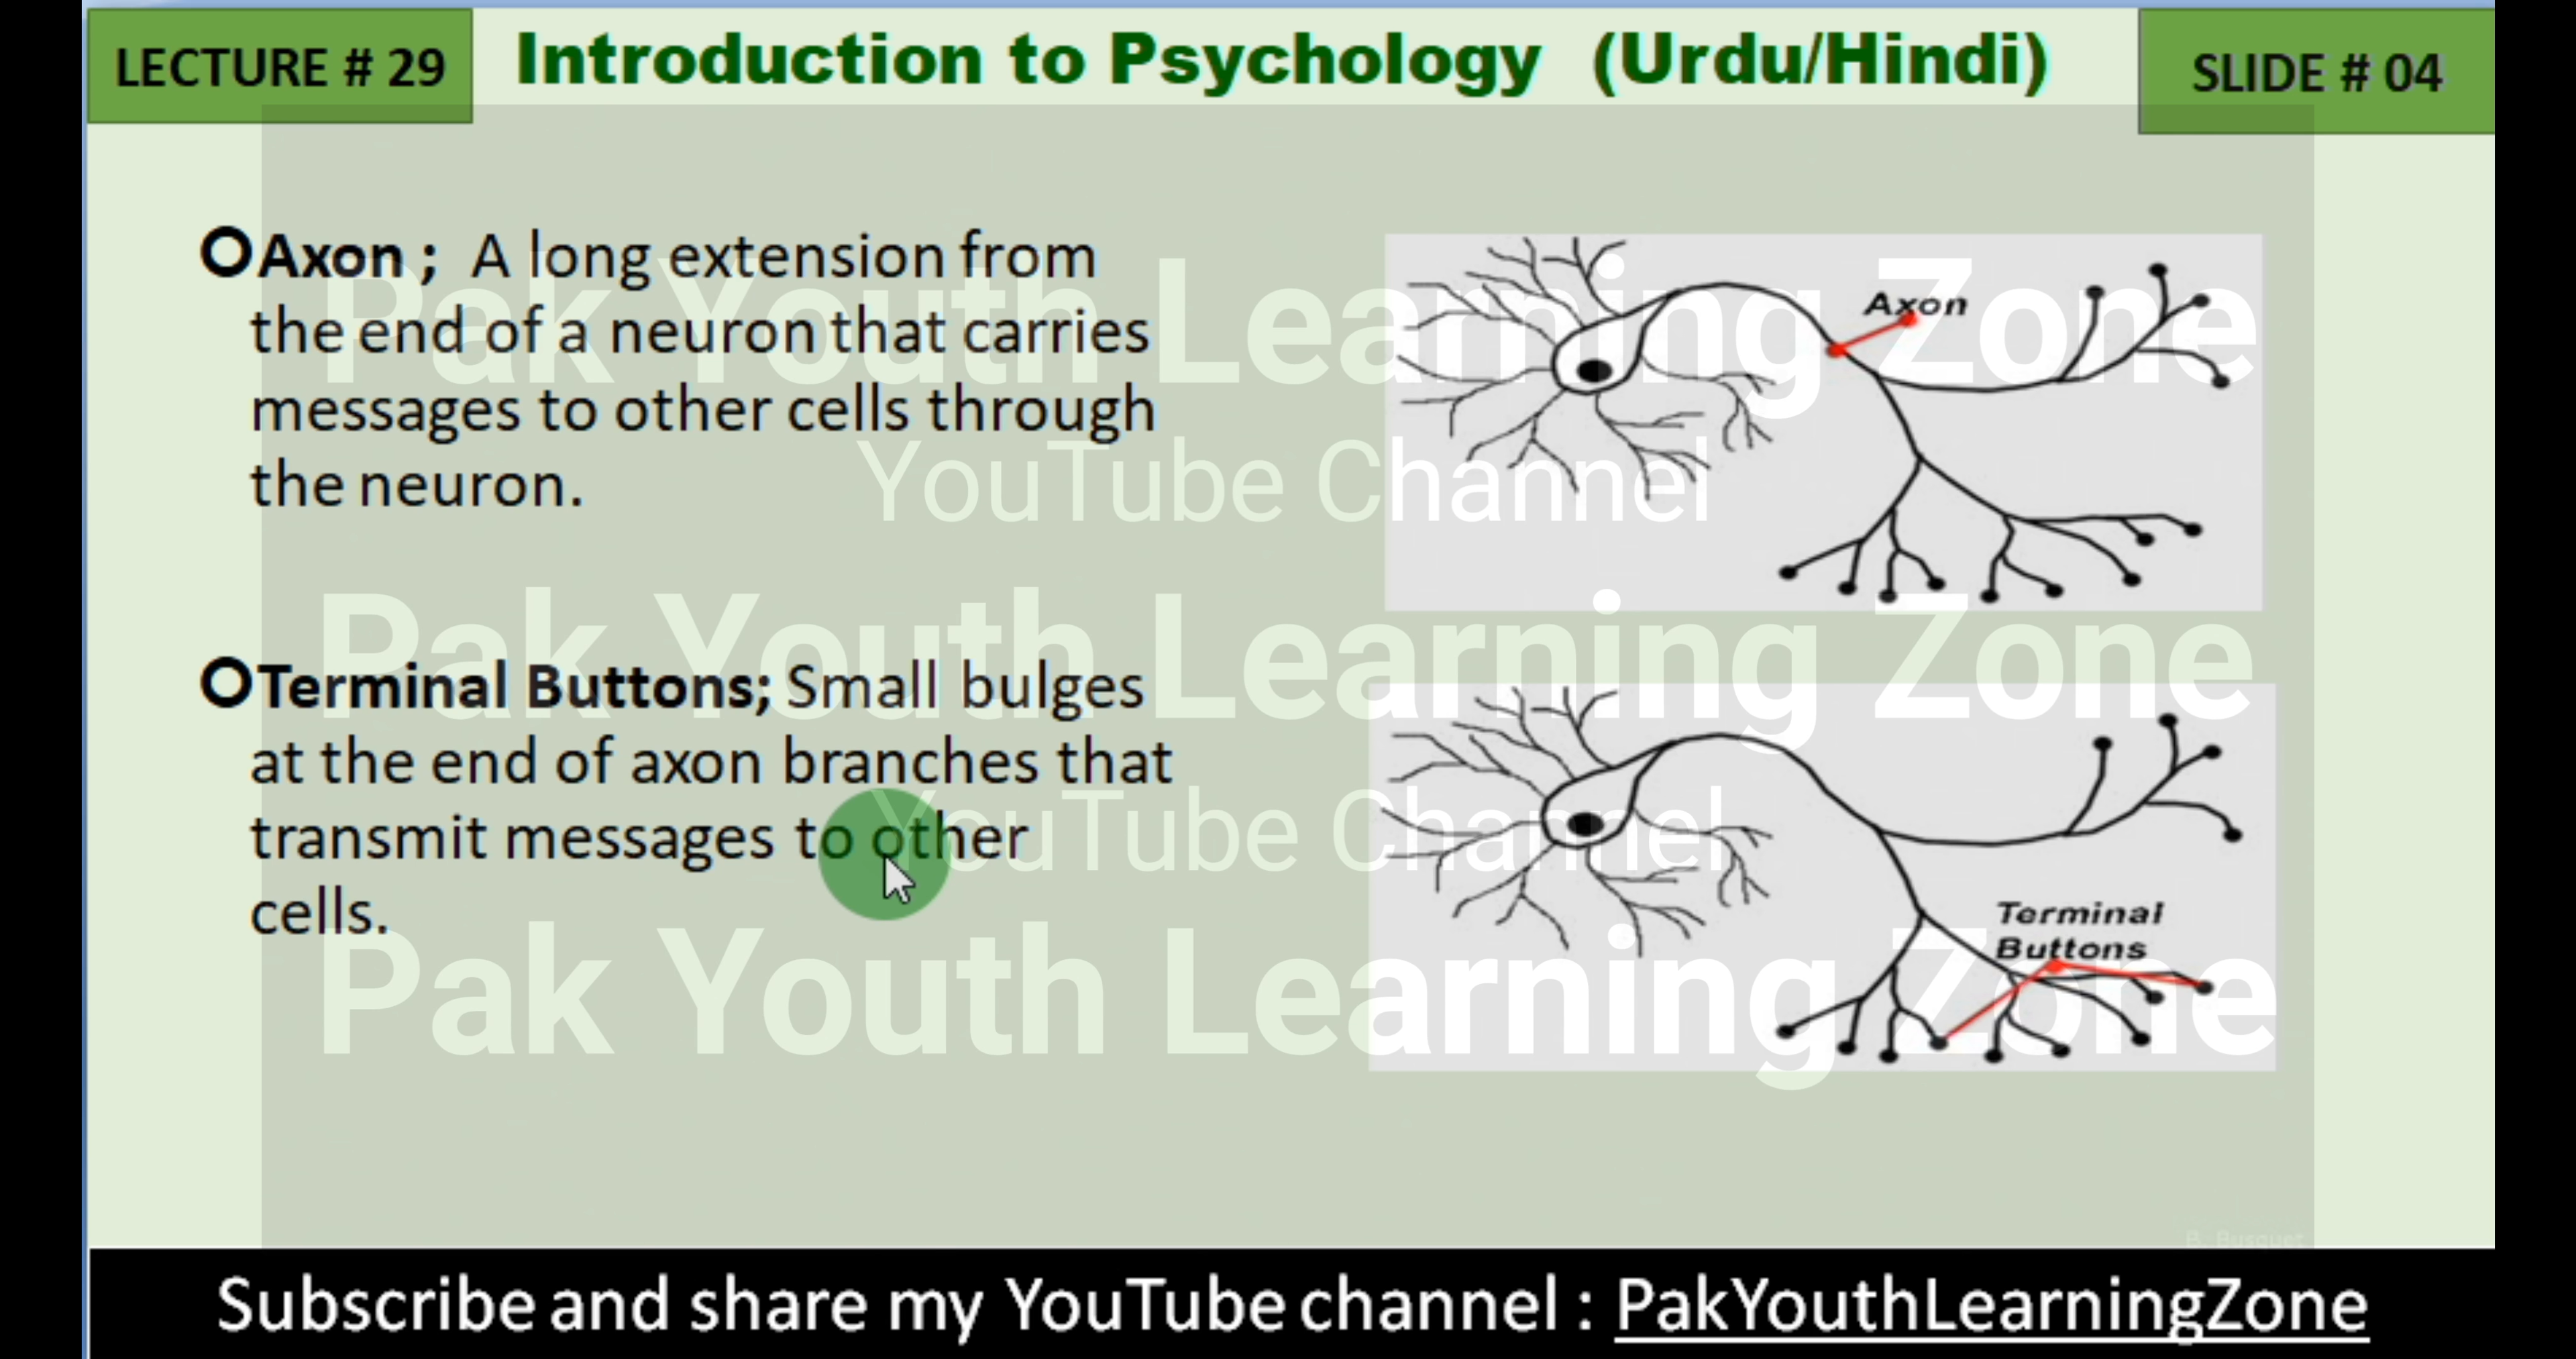 LECTURE # 29
Introduction to Psychology (Urdu/Hindi)
SLIDE # 04
Axon ; A long extension from
the end of a neuron that carries
messages to other cells through
the neuron.
Axon
Terminal Buttons; Small bulges
at the end of axon branches that
transmit messages to other
cells.
Terminal
Buttons
Pak Youth Learning Zone
YouTube Channel
Pak Youth Learning Zone
YouTube Channel
Pak Youth Learning Zone
B. Busquet
Subscribe and share my YouTube channel : PakYouthLearningZone